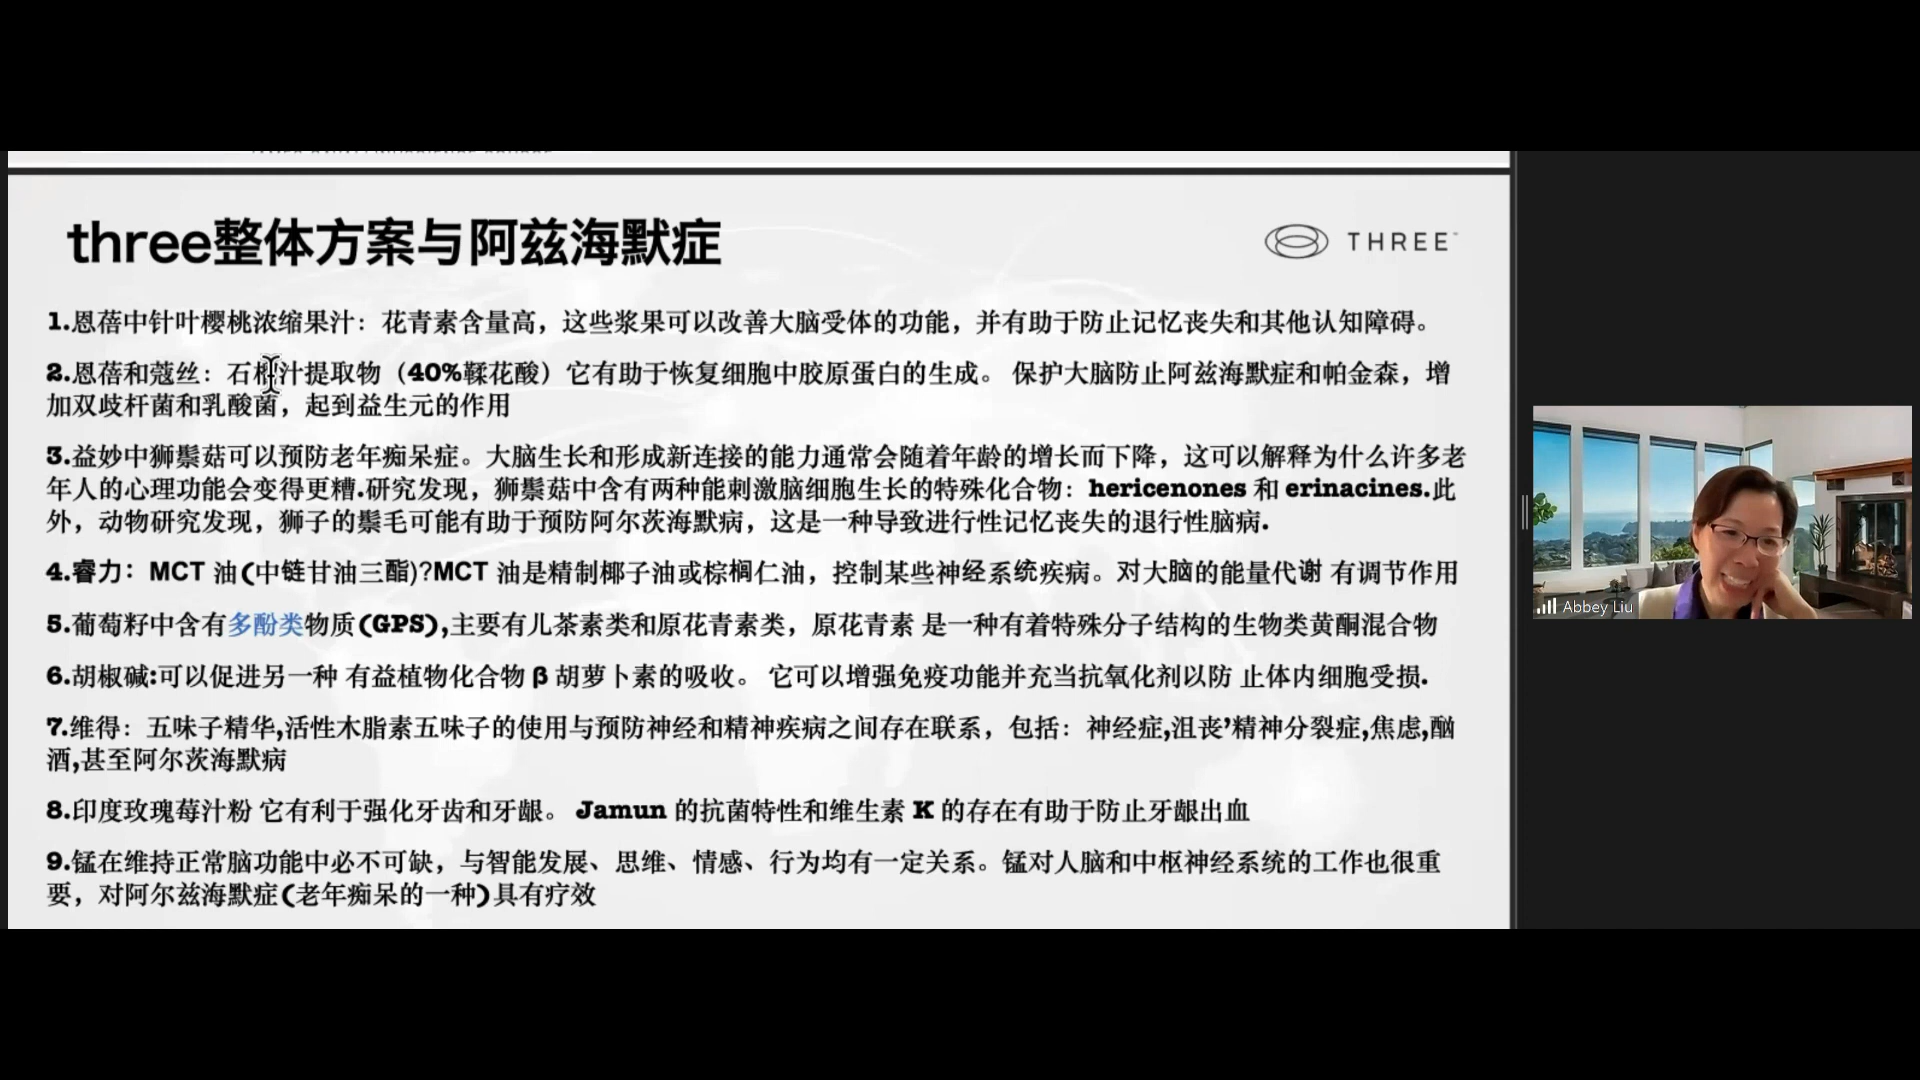 three整体方案与阿兹海默症
THREE
1.恩蓓中针叶樱桃浓缩果汁：花青素含量高，这些浆果可以改善大脑受体的功能，并有助于防止记忆丧失和其他认知障碍。
2.恩蓓和蔻丝：石榴汁提取物（40%鞣花酸）它有助于恢复细胞中胶原蛋白的生成。 保护大脑防止阿兹海默症和帕金森，增
加双歧杆菌和乳酸菌，起到益生元的作用
3.益妙中狮鬃菇可以预防老年痴呆症。大脑生长和形成新连接的能力通常会随着年龄的增长而下降，这可以解释为什么许多老
年人的心理功能会变得更糟.研究发现，狮鬃菇中含有两种能刺激脑细胞生长的特殊化合物：hericenones 和 erinacines.此
外，动物研究发现，狮子的鬃毛可能有助于预防阿尔茨海默病，这是一种导致进行性记忆丧失的退行性脑病.
4.睿力：MCT 油(中链甘油三酯)?MCT 油是精制椰子油或棕榈仁油，控制某些神经系统疾病。对大脑的能量代谢 有调节作用
5.葡萄籽中含有多酚类物质(GPS),主要有儿茶素类和原花青素类，原花青素 是一种有着特殊分子结构的生物类黄酮混合物
6.胡椒碱:可以促进另一种 有益植物化合物 β 胡萝卜素的吸收。 它可以增强免疫功能并充当抗氧化剂以防 止体内细胞受损.
7.维得：五味子精华,活性木脂素五味子的使用与预防神经和精神疾病之间存在联系，包括：神经症,沮丧’精神分裂症,焦虑,酗
酒,甚至阿尔茨海默病
8.印度玫瑰莓汁粉 它有利于强化牙齿和牙龈。 Jamun 的抗菌特性和维生素 K 的存在有助于防止牙龈出血
9.锰在维持正常脑功能中必不可缺，与智能发展、思维、情感、行为均有一定关系。锰对人脑和中枢神经系统的工作也很重
要，对阿尔兹海默症(老年痴呆的一种)具有疗效
Abbey Liu